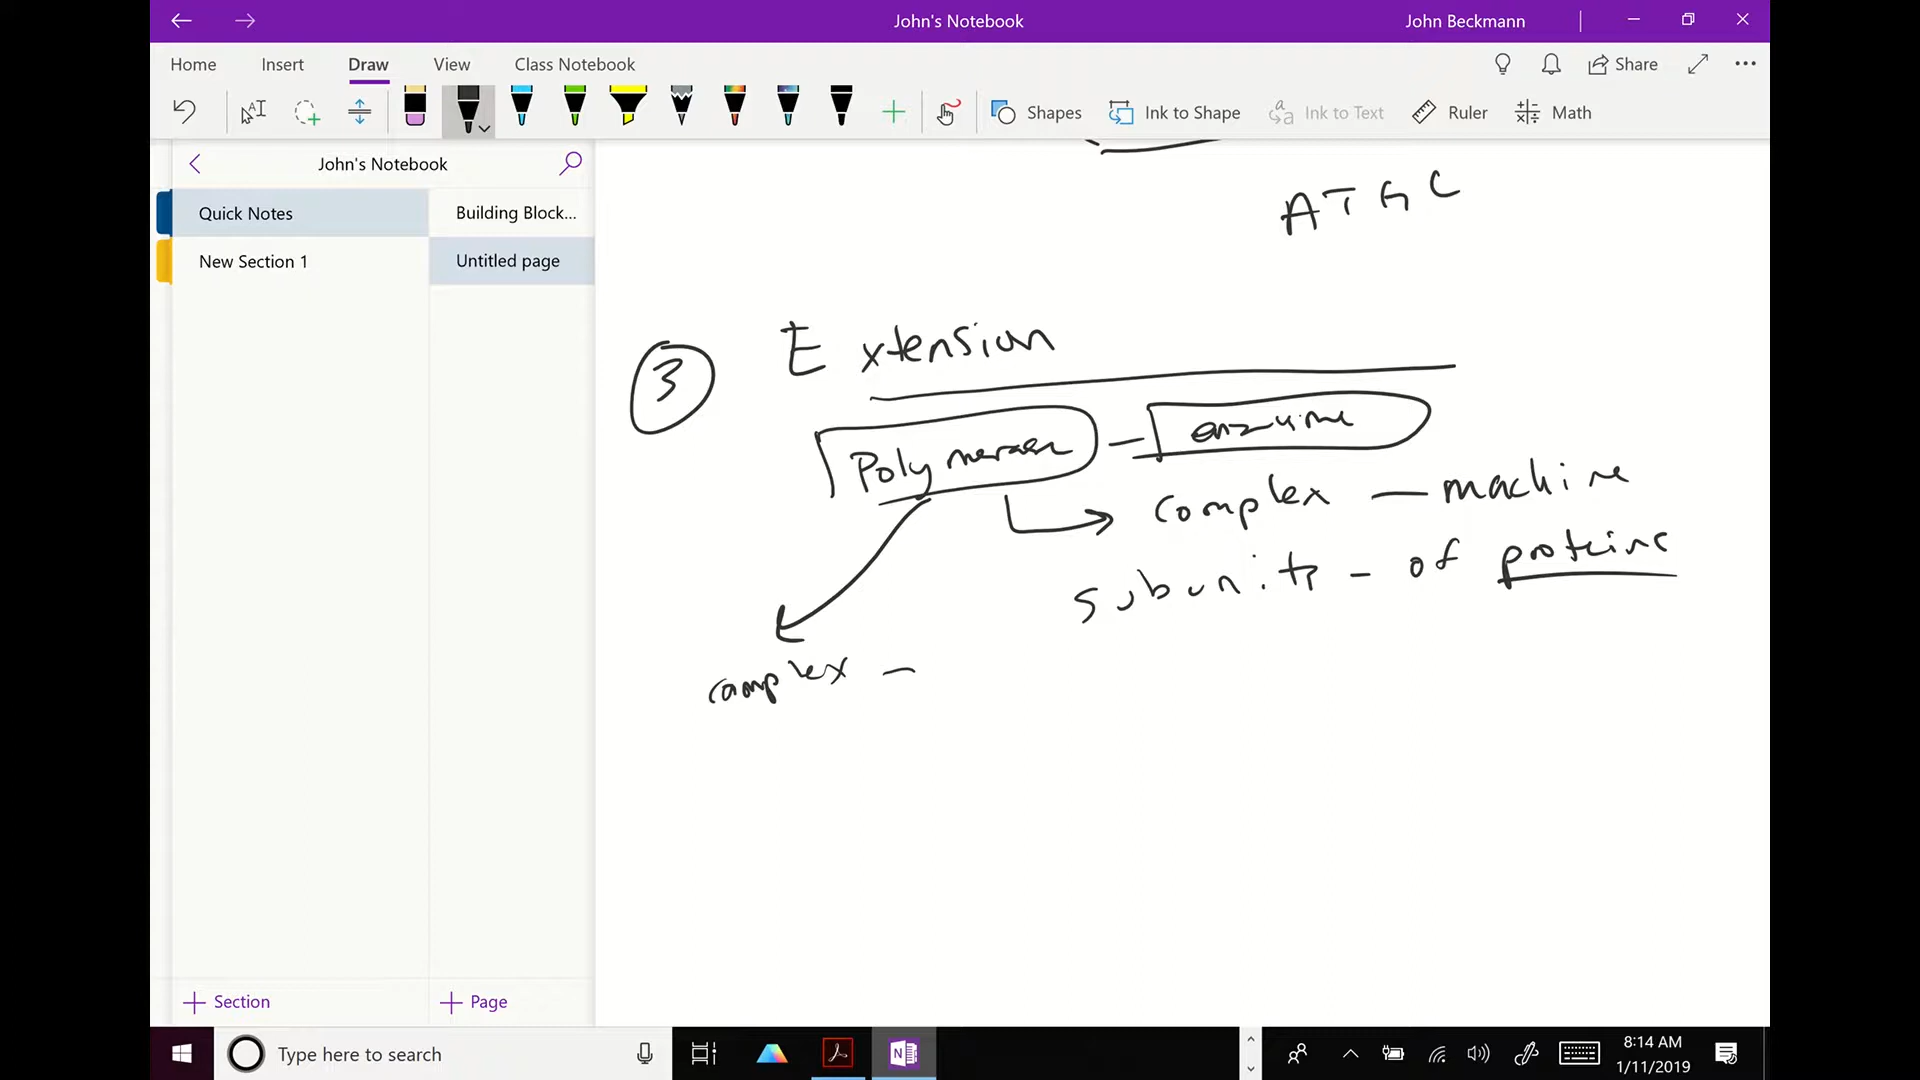 John's Notebook
John Beckmann
Home Insert Draw View Class Notebook
Share
Shapes Ink to Shape Ink to Text Ruler Math
John's Notebook
Quick Notes
New Section 1
Building Block...
Untitled page
ATGC
3 Extension
Polymerase - enzyme
complex - machine
subunits - of proteins
complex -
+ Section
+ Page
Type here to search
8:14 AM
1/11/2019